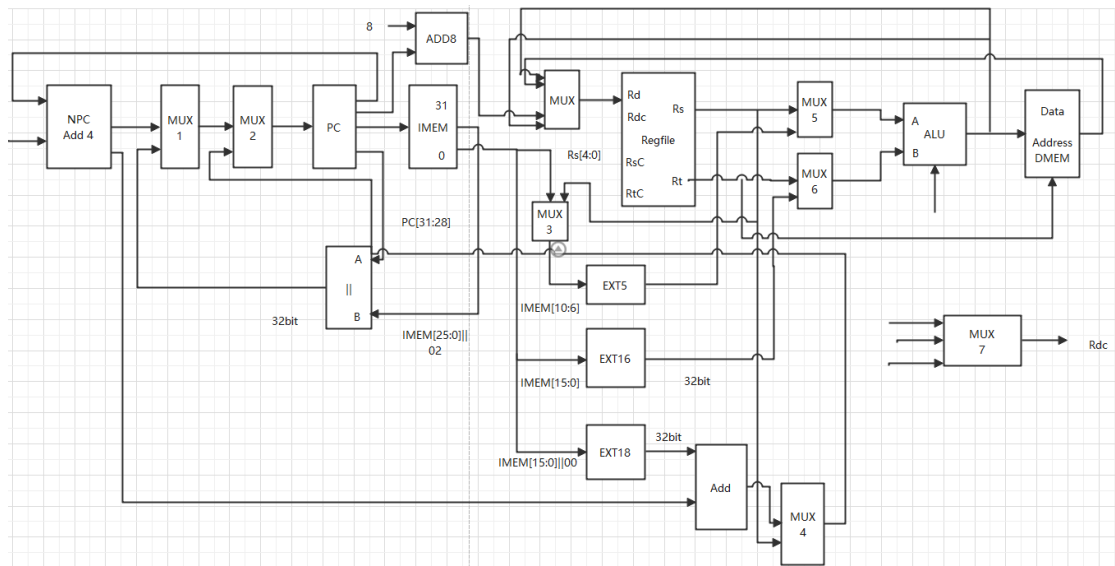 8
ADD8
NPC
Add 4
MUX
1
MUX
2
PC
31
IMEM
0
MUX
Rd
Rdc
Rs
Regfile
RsC
Rt
RtC
Rs[4:0]
MUX
5
MUX
6
A
ALU
B
Data
Address
DMEM
MUX
3
PC[31:28]
A
||
B
32bit
IMEM[25:0]||
02
EXT5
IMEM[10:6]
EXT16
IMEM[15:0]
32bit
MUX
7
Rdc
EXT18
IMEM[15:0]||00
32bit
Add
MUX
4